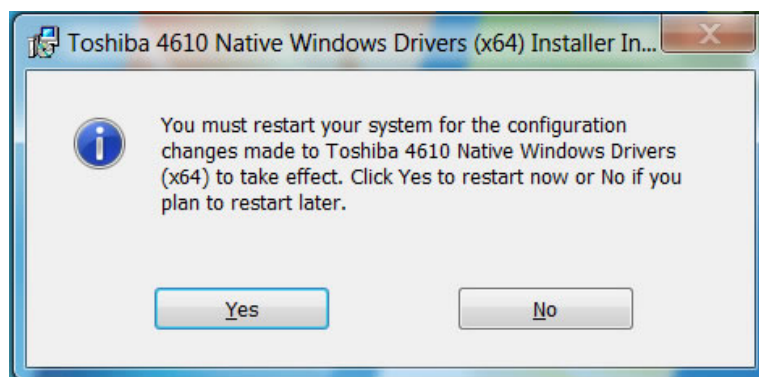 Toshiba 4610 Native Windows Drivers (x64) Installer In...
You must restart your system for the configuration
changes made to Toshiba 4610 Native Windows Drivers
(x64) to take effect. Click Yes to restart now or No if you
plan to restart later.
Yes
No